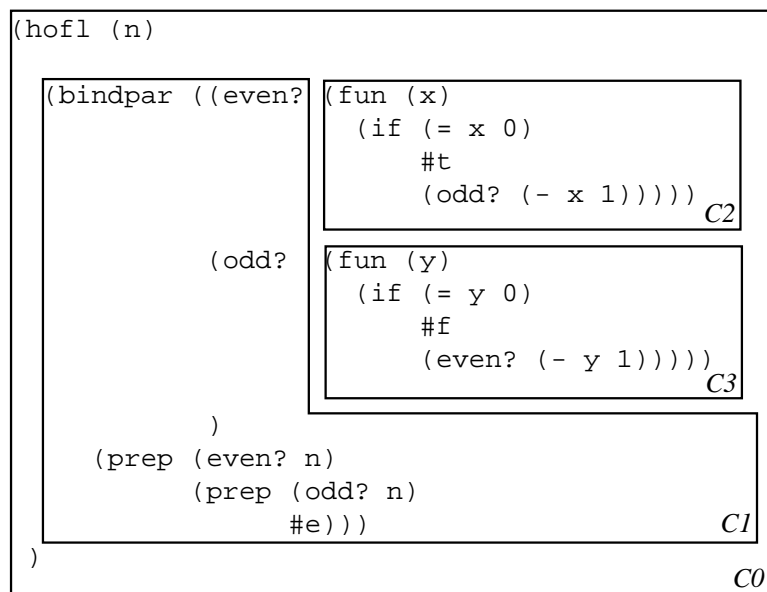 (hofl (n)
(bindpar ((even? (fun (x)
(if (= x 0)
#t
(odd? (- x 1)))))
C2
(odd? (fun (y)
(if (= y 0)
#f
(even? (- y 1)))))
C3
)
(prep (even? n)
(prep (odd? n)
#e)))
C1
)
C0